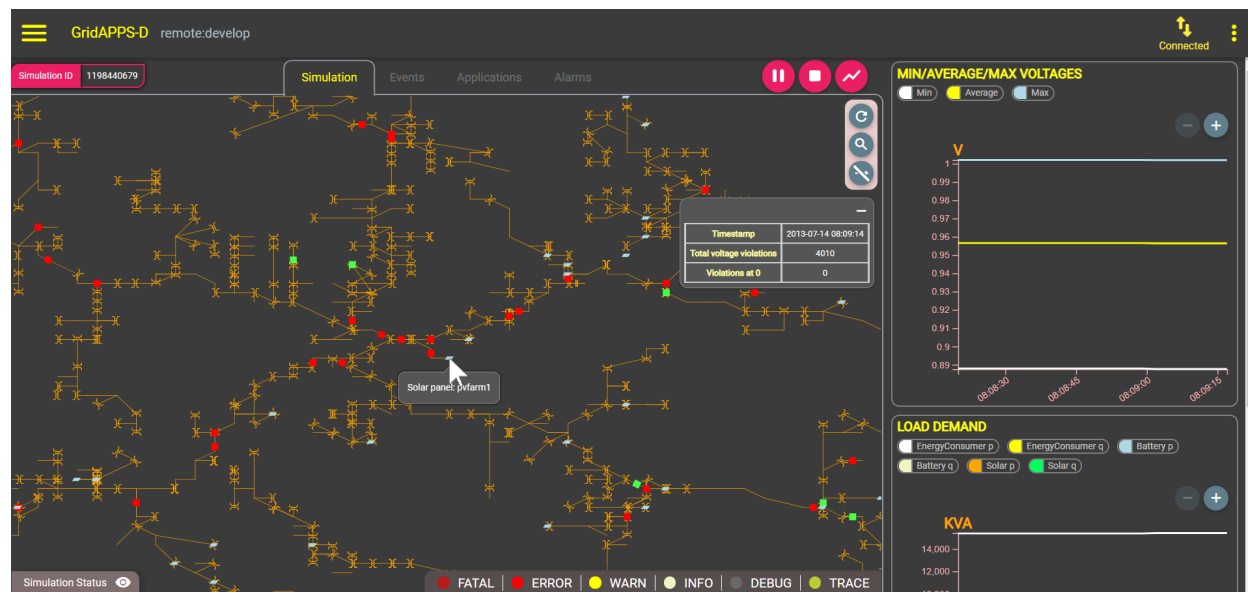 GridAPPS-D remote:develop
Connected
Simulation ID 1198440679
Simulation Events Applications Alarms
Timestamp 2013-07-14 08:09:14
Total voltage violations 4010
Violations at 0 0
Solar panel: pvfarm1
Simulation Status
FATAL ERROR WARN INFO DEBUG TRACE
MIN/AVERAGE/MAX VOLTAGES
Min Average Max
V
1
0.99
0.98
0.97
0.96
0.95
0.94
0.93
0.92
0.91
0.9
0.89
08:08:30 08:08:45 08:09:00 08:09:15
LOAD DEMAND
EnergyConsumer p EnergyConsumer q Battery p
Battery q Solar p Solar q
KVA
14,000
12,000